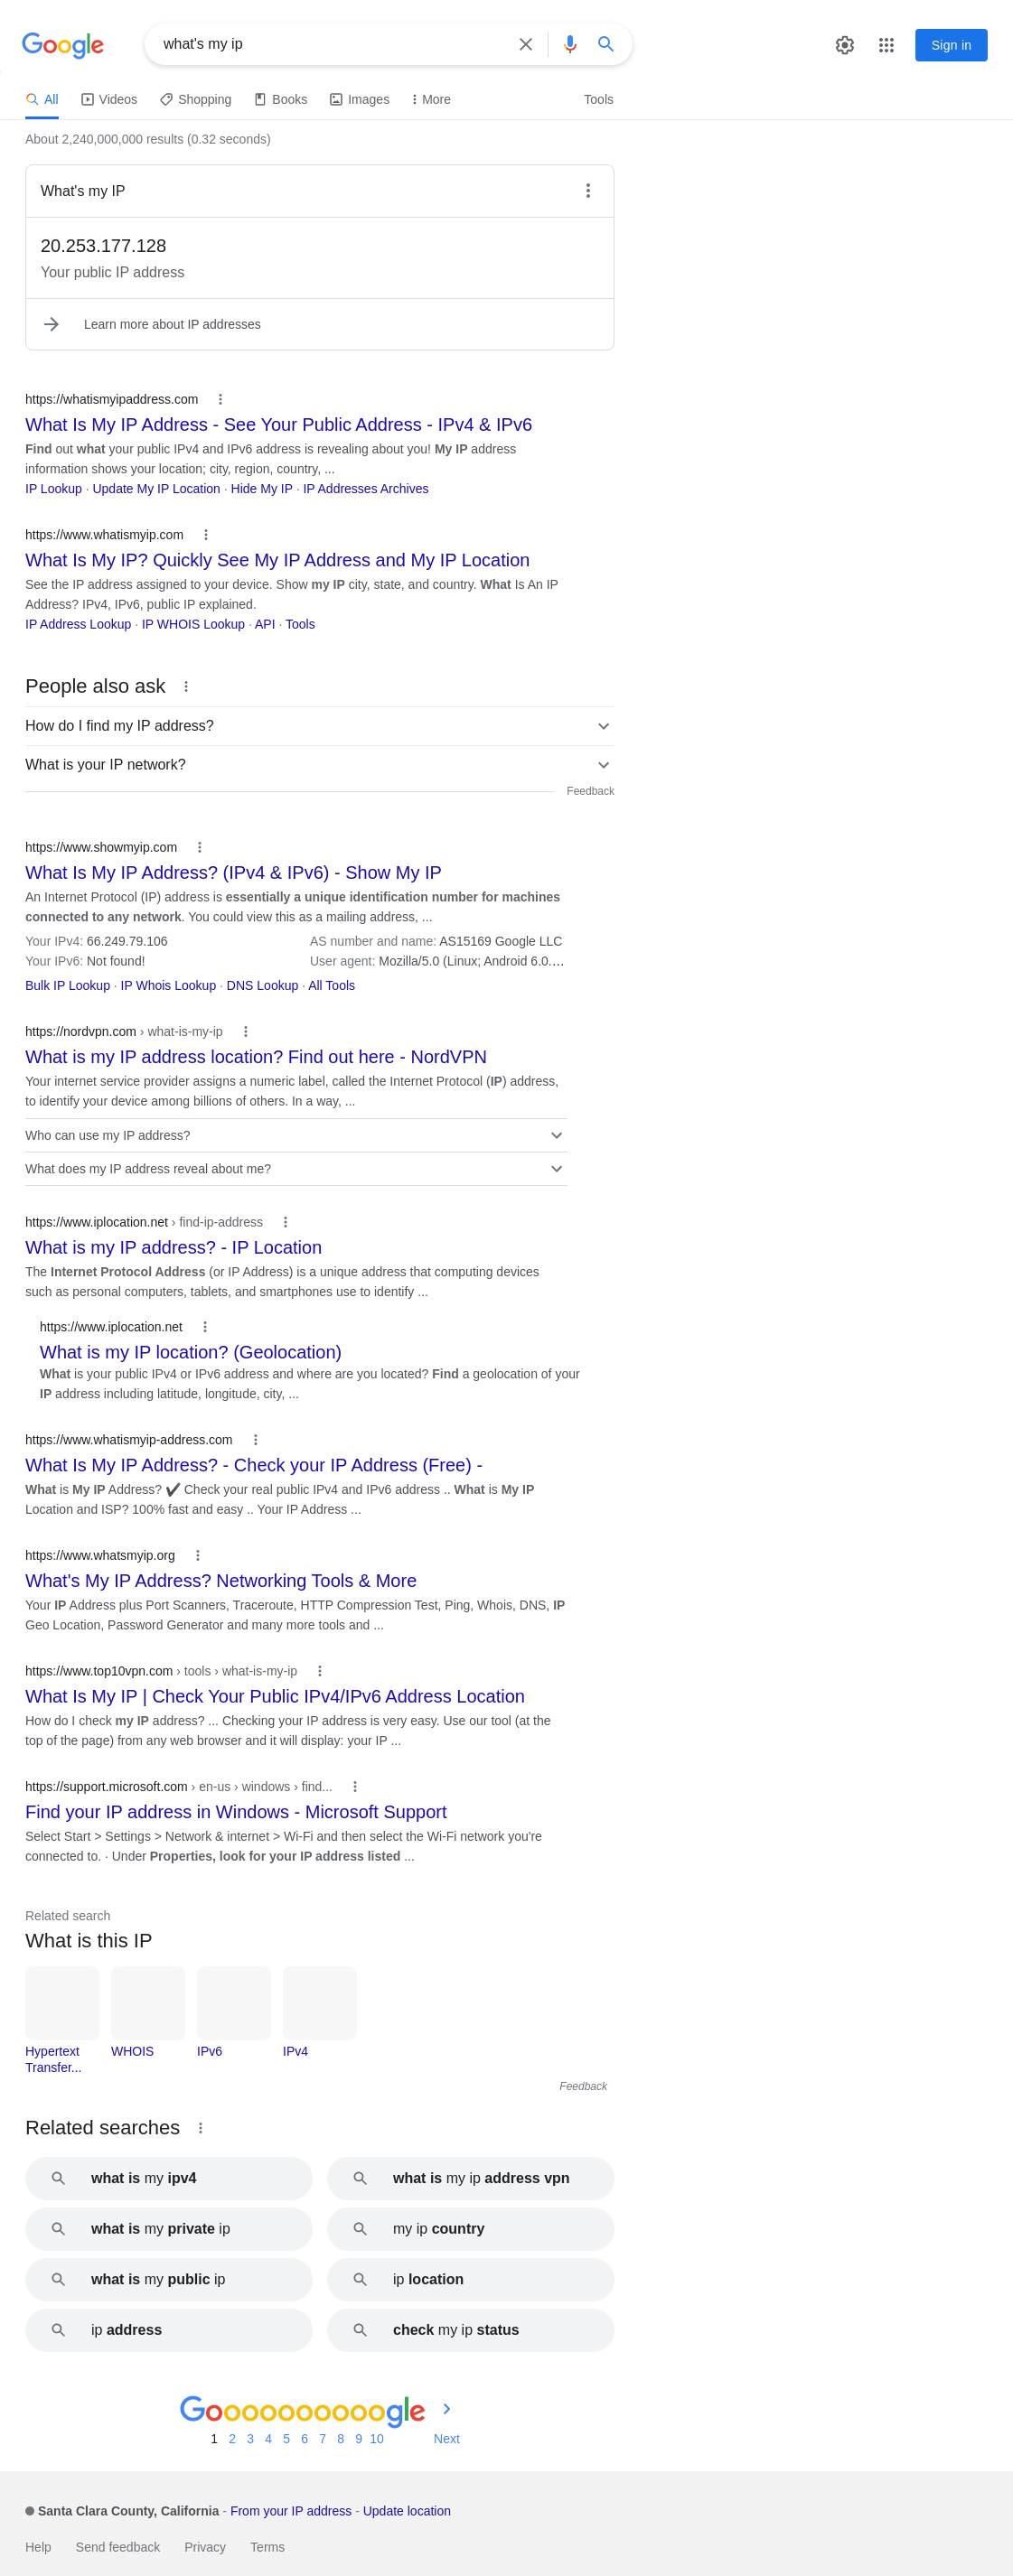 Google
what's my ip
Sign in
All
Videos
Shopping
Books
Images
More
Tools
About 2,240,000,000 results (0.32 seconds)
What's my IP
20.253.177.128
Your public IP address
Learn more about IP addresses
https://whatismyipaddress.com
What Is My IP Address - See Your Public Address - IPv4 & IPv6
Find out what your public IPv4 and IPv6 address is revealing about you! My IP address
information shows your location; city, region, country, ...
IP Lookup · Update My IP Location · Hide My IP · IP Addresses Archives
https://www.whatismyip.com
What Is My IP? Quickly See My IP Address and My IP Location
See the IP address assigned to your device. Show my IP city, state, and country. What Is An IP
Address? IPv4, IPv6, public IP explained.
IP Address Lookup · IP WHOIS Lookup · API · Tools
People also ask
How do I find my IP address?
What is your IP network?
Feedback
https://www.showmyip.com
What Is My IP Address? (IPv4 & IPv6) - Show My IP
An Internet Protocol (IP) address is essentially a unique identification number for machines
connected to any network. You could view this as a mailing address, ...
Your IPv4: 66.249.79.106
AS number and name: AS15169 Google LLC
Your IPv6: Not found!
User agent: Mozilla/5.0 (Linux; Android 6.0....
Bulk IP Lookup · IP Whois Lookup · DNS Lookup · All Tools
https://nordvpn.com › what-is-my-ip
What is my IP address location? Find out here - NordVPN
Your internet service provider assigns a numeric label, called the Internet Protocol (IP) address,
to identify your device among billions of others. In a way, ...
Who can use my IP address?
What does my IP address reveal about me?
https://www.iplocation.net › find-ip-address
What is my IP address? - IP Location
The Internet Protocol Address (or IP Address) is a unique address that computing devices
such as personal computers, tablets, and smartphones use to identify ...
https://www.iplocation.net
What is my IP location? (Geolocation)
What is your public IPv4 or IPv6 address and where are you located? Find a geolocation of your
IP address including latitude, longitude, city, ...
https://www.whatismyip-address.com
What Is My IP Address? - Check your IP Address (Free) -
What is My IP Address? ✔️ Check your real public IPv4 and IPv6 address .. What is My IP
Location and ISP? 100% fast and easy .. Your IP Address ...
https://www.whatsmyip.org
What's My IP Address? Networking Tools & More
Your IP Address plus Port Scanners, Traceroute, HTTP Compression Test, Ping, Whois, DNS, IP
Geo Location, Password Generator and many more tools and ...
https://www.top10vpn.com › tools › what-is-my-ip
What Is My IP | Check Your Public IPv4/IPv6 Address Location
How do I check my IP address? ... Checking your IP address is very easy. Use our tool (at the
top of the page) from any web browser and it will display: your IP ...
https://support.microsoft.com › en-us › windows › find...
Find your IP address in Windows - Microsoft Support
Select Start > Settings > Network & internet > Wi-Fi and then select the Wi-Fi network you're
connected to. · Under Properties, look for your IP address listed ...
Related search
What is this IP
Hypertext
Transfer...
WHOIS
IPv6
IPv4
Feedback
Related searches
what is my ipv4
what is my ip address vpn
what is my private ip
my ip country
what is my public ip
ip location
ip address
check my ip status
Goooooooooogle
1 2 3 4 5 6 7 8 9 10 Next
Santa Clara County, California - From your IP address - Update location
Help Send feedback Privacy Terms